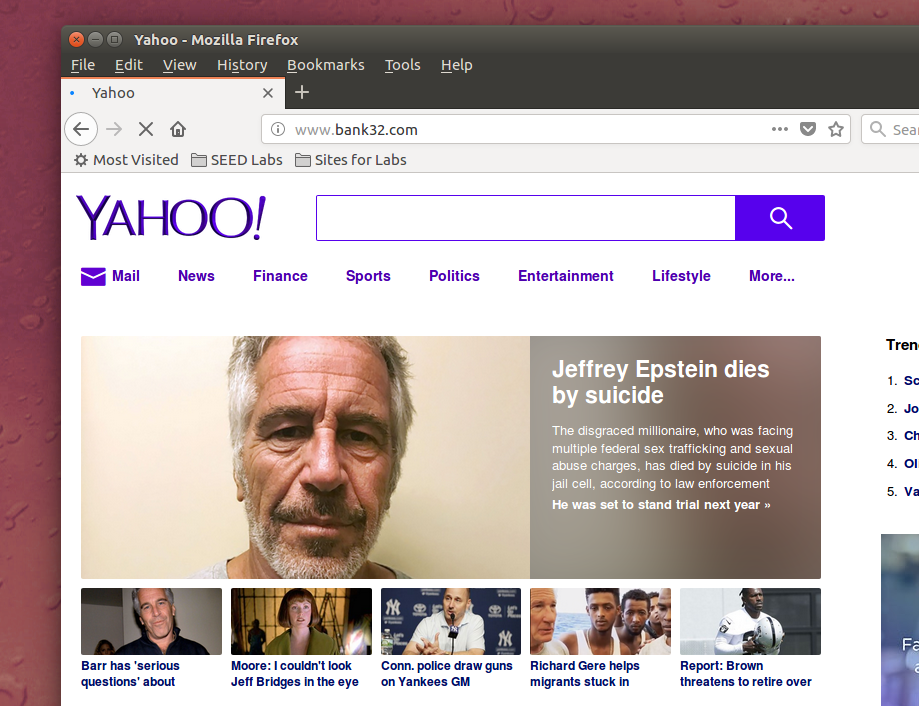 Yahoo - Mozilla Firefox
File Edit View History Bookmarks Tools Help
Yahoo
www.bank32.com
Sear
Most Visited SEED Labs Sites for Labs
YAHOO!
Mail News Finance Sports Politics Entertainment Lifestyle More...
Jeffrey Epstein dies
by suicide
The disgraced millionaire, who was facing
multiple federal sex trafficking and sexual
abuse charges, has died by suicide in his
jail cell, according to law enforcement
He was set to stand trial next year »
Tren
1. Sc
2. Jo
3. Ch
4. Oli
5. Va
Barr has 'serious
questions' about
Moore: I couldn't look
Jeff Bridges in the eye
Conn. police draw guns
on Yankees GM
Richard Gere helps
migrants stuck in
Report: Brown
threatens to retire over
Fa